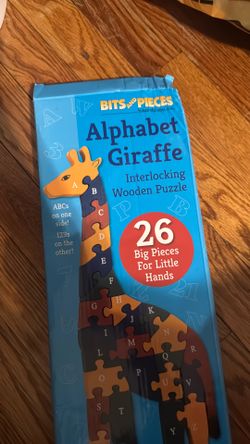 BITS AND PIECES
Alphabet
Giraffe
Interlocking
Wooden Puzzle
ABCs
on one
side!
123s
on the
other!
26
Big Pieces
For Little
Hands
A
B
C
D
E
F
G
H
I
J
K
L
M
N
O
P
Q
R
S
T
U
V